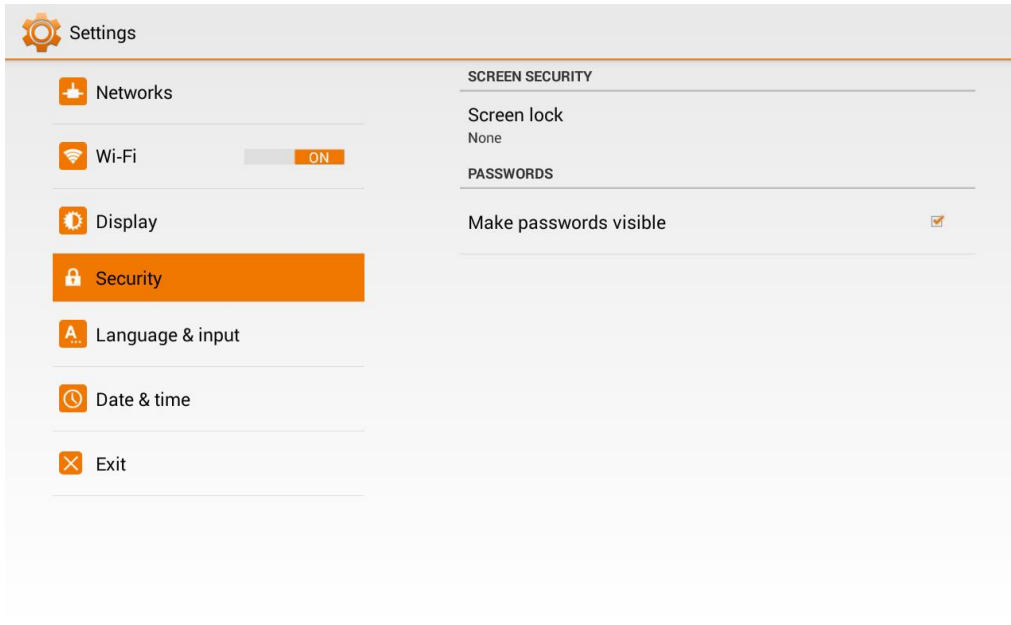 Settings
Networks
Wi-Fi
ON
Display
Security
Language & input
Date & time
Exit
SCREEN SECURITY
Screen lock
None
PASSWORDS
Make passwords visible